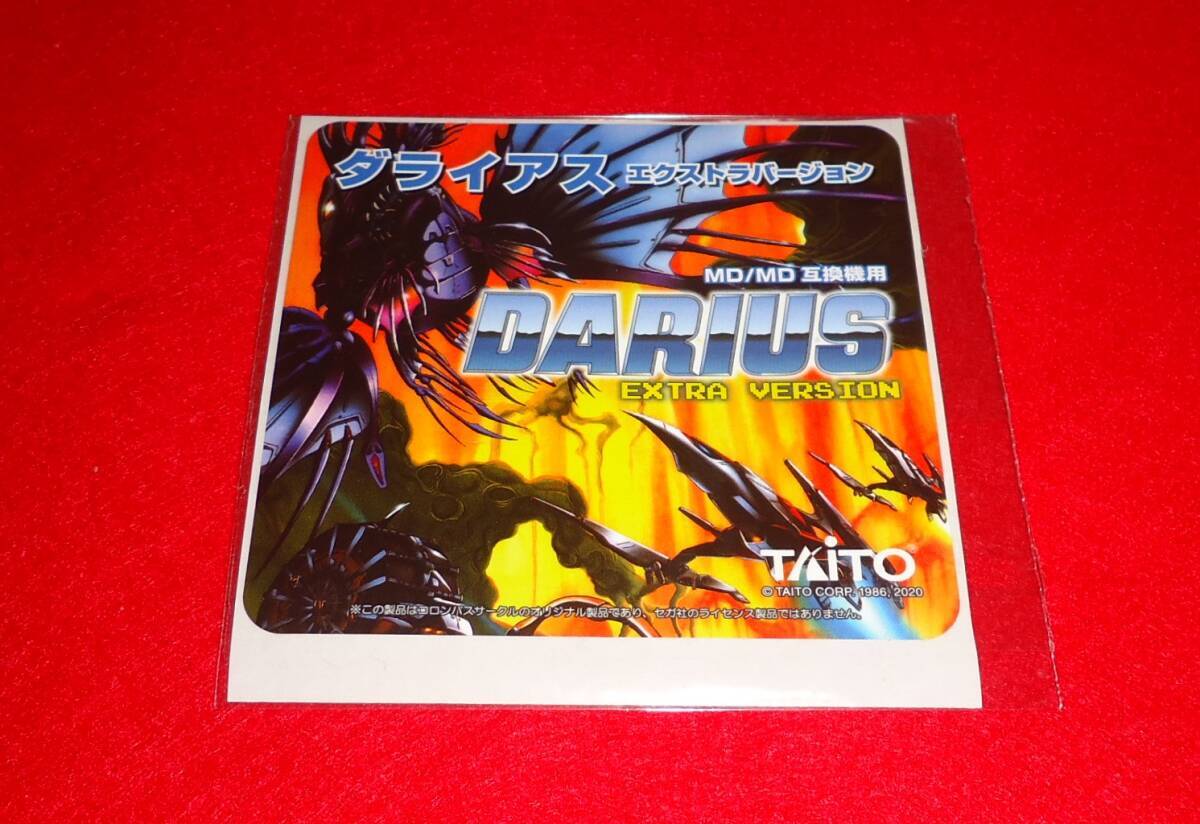 ダライアス エクストラバージョン
MD/MD 互換機用
DARIUS
EXTRA VERSION
TAITO®
© TAITO CORP. 1986, 2020
※この製品はコロンバスサークルのオリジナル製品であり、セガ社のライセンス製品ではありません。